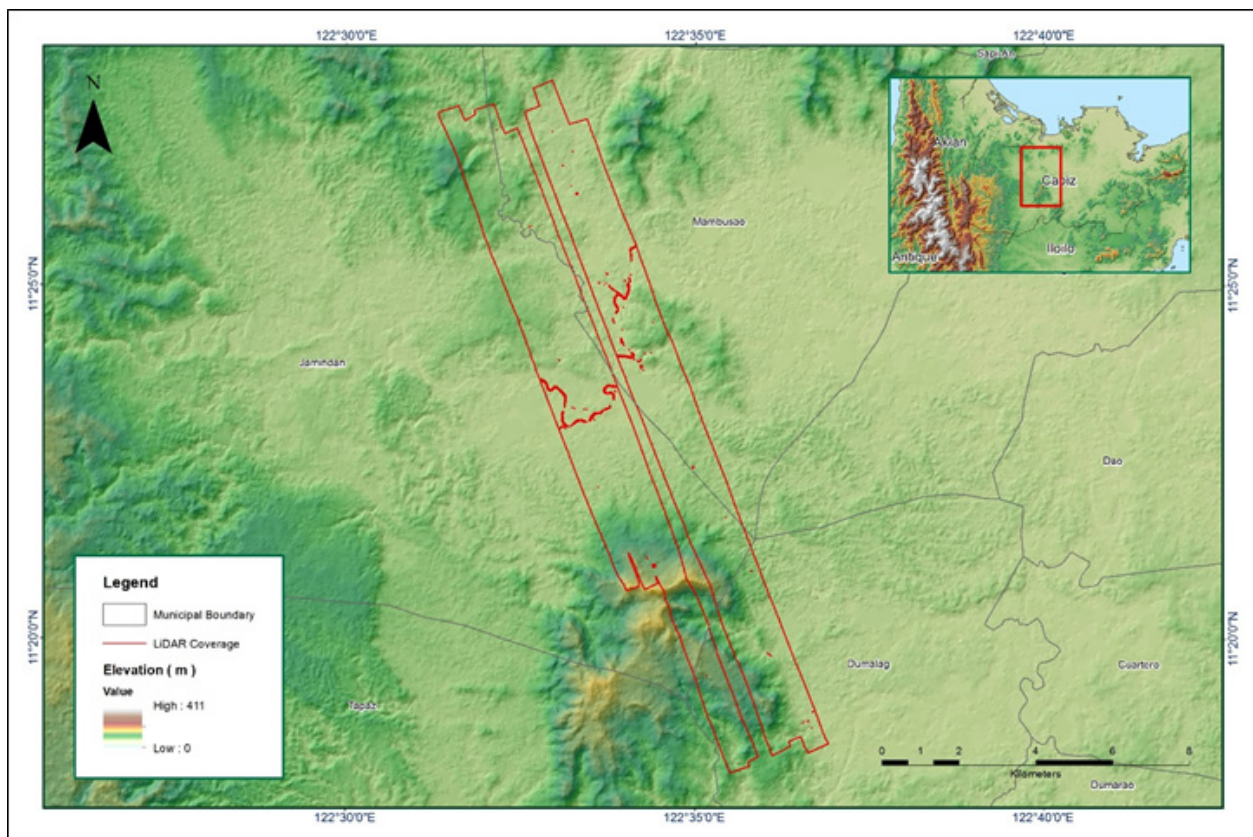 122°30'0"E
122°35'0"E
122°40'0"E
Sapi An
N
Aklan
Capiz
Iloilo
Antique
Mambusao
11°25'0"N
11°25'0"N
Jamindan
Dao
Legend
Municipal Boundary
LiDAR Coverage
Elevation ( m )
Value
High : 411
Low : 0
11°20'0"N
11°20'0"N
Tapaz
Dumalag
Cuartero
0 1 2 4 6 8
Kilometers
Dumarao
122°30'0"E
122°35'0"E
122°40'0"E